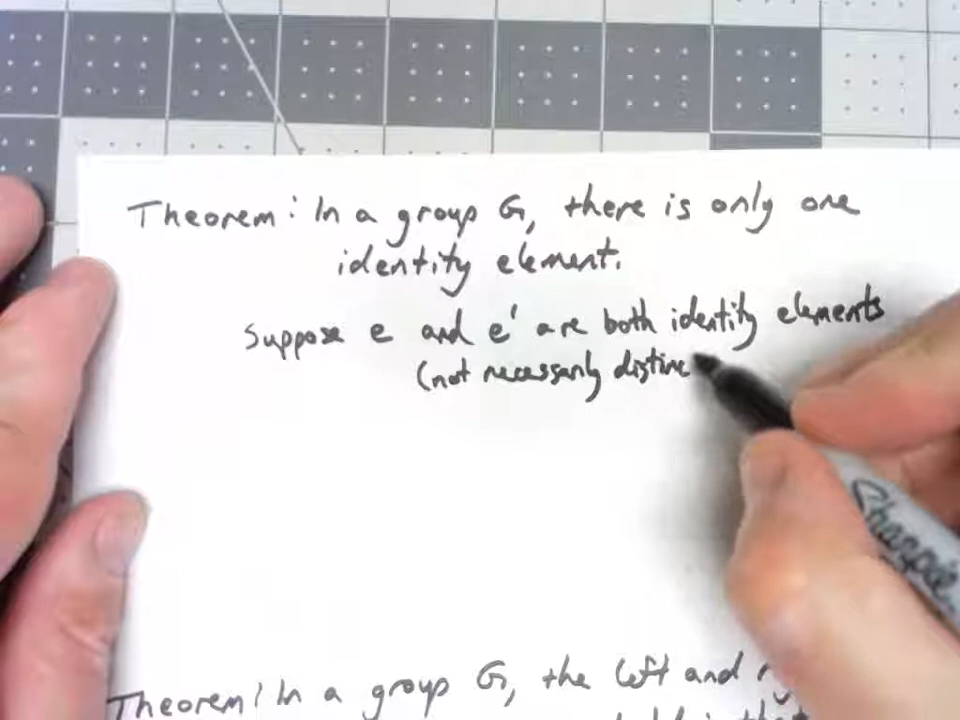 Theorem: In a group G, there is only one
identity element.
Suppose e and e' are both identity elements
(not necessarily distinc
Sharpie
Theorem: In a group G, the left and